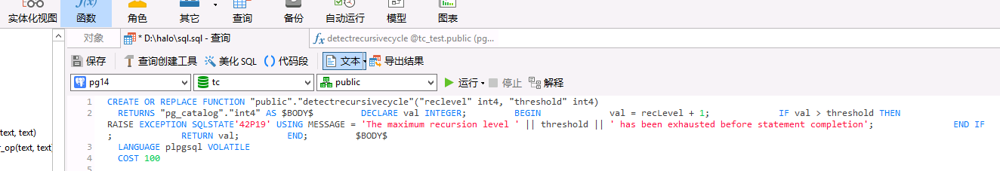 实体化视图 函数 角色 其它 查询 备份 自动运行 模型 图表
对象 * D:\halo\sql.sql - 查询 detectrecursivecycle @tc_test.public (pg...
保存 查询创建工具 美化 SQL () 代码段 文本 导出结果
pg14 tc public 运行 停止 解释
1 CREATE OR REPLACE FUNCTION "public"."detectrecursivecycle"("reclevel" int4, "threshold" int4)
2 RETURNS "pg_catalog"."int4" AS $BODY$ DECLARE val INTEGER; BEGIN val = recLevel + 1; IF val > threshold THEN
RAISE EXCEPTION SQLSTATE'42P19' USING MESSAGE = 'The maximum recursion level ' || threshold || ' has been exhausted before statement completion'; END IF
; RETURN val; END; $BODY$
3 LANGUAGE plpgsql VOLATILE
4 COST 100
5
text, text)
r_op(text, text)